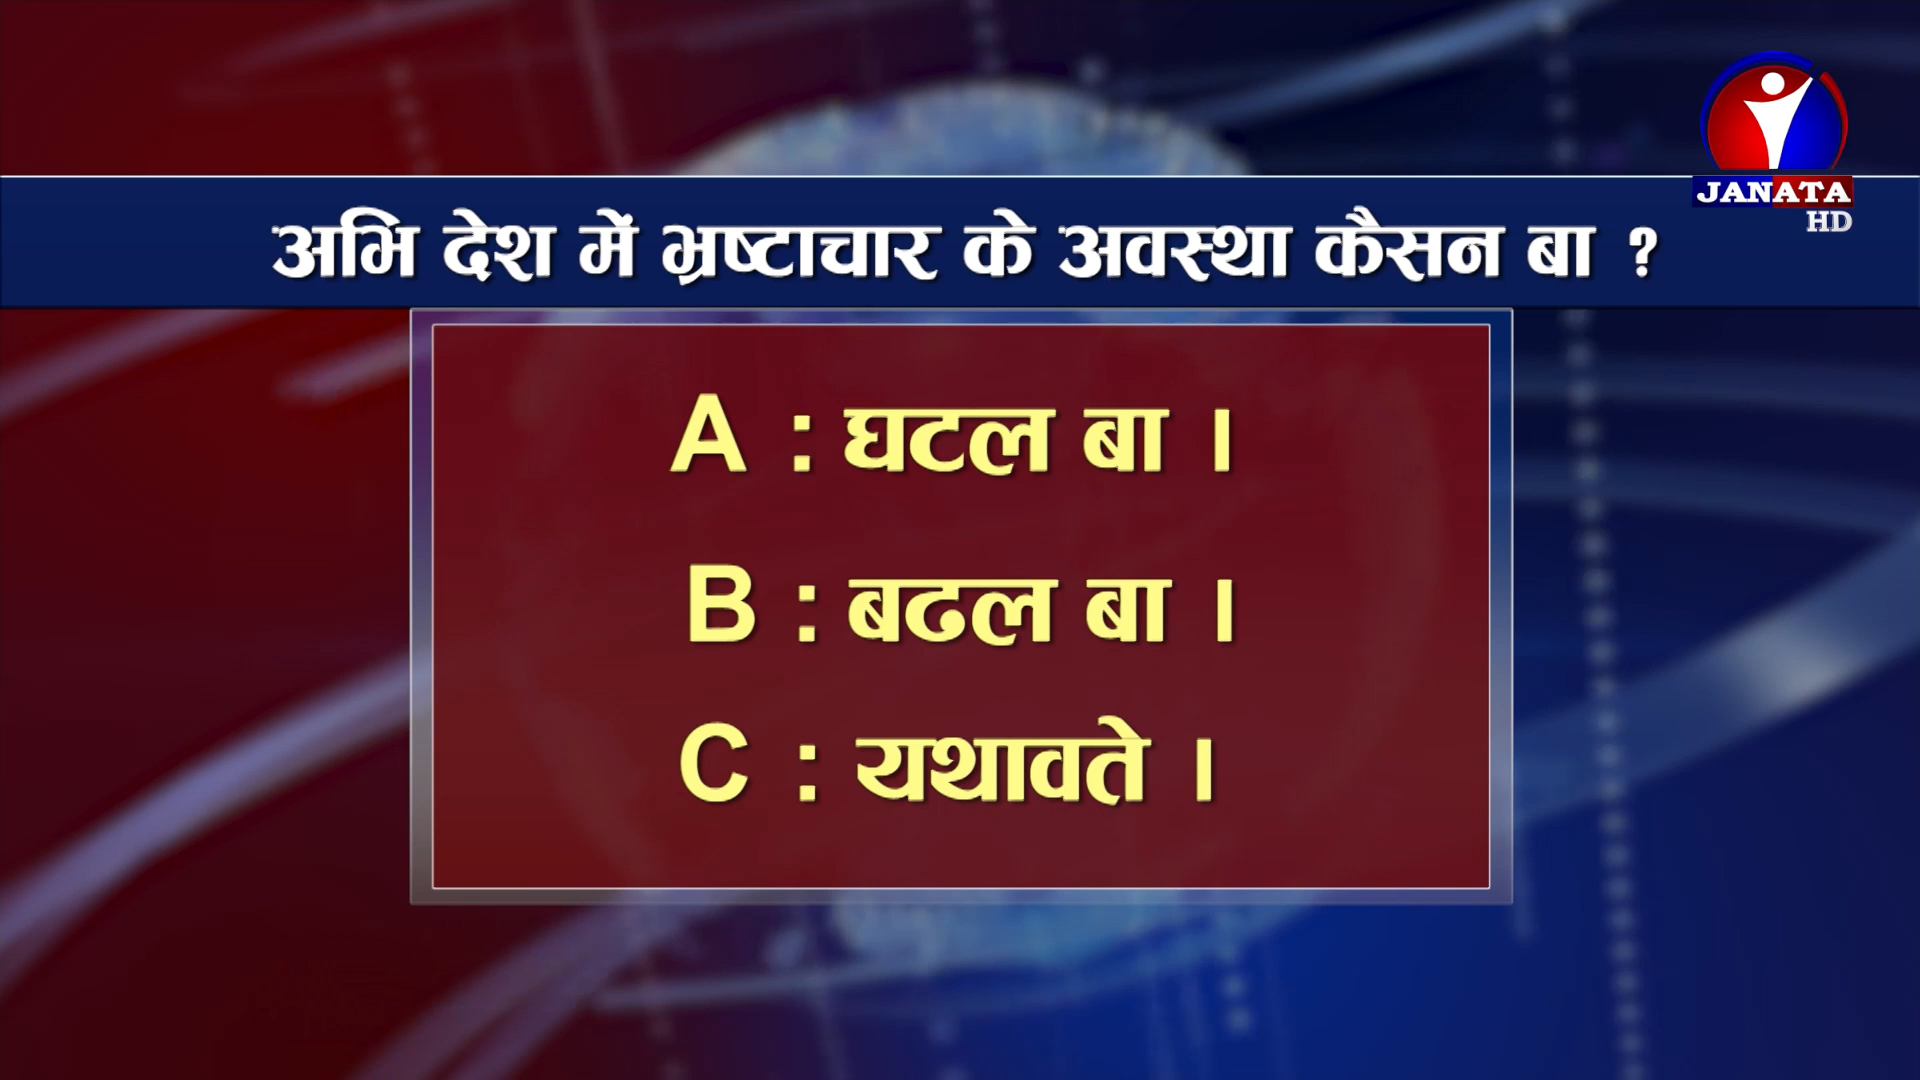 JANATA
HD
अभि देश में भ्रष्टाचार के अवस्था कैसन बा ?
A : घटल बा ।
B : बढल बा ।
C : यथावते ।